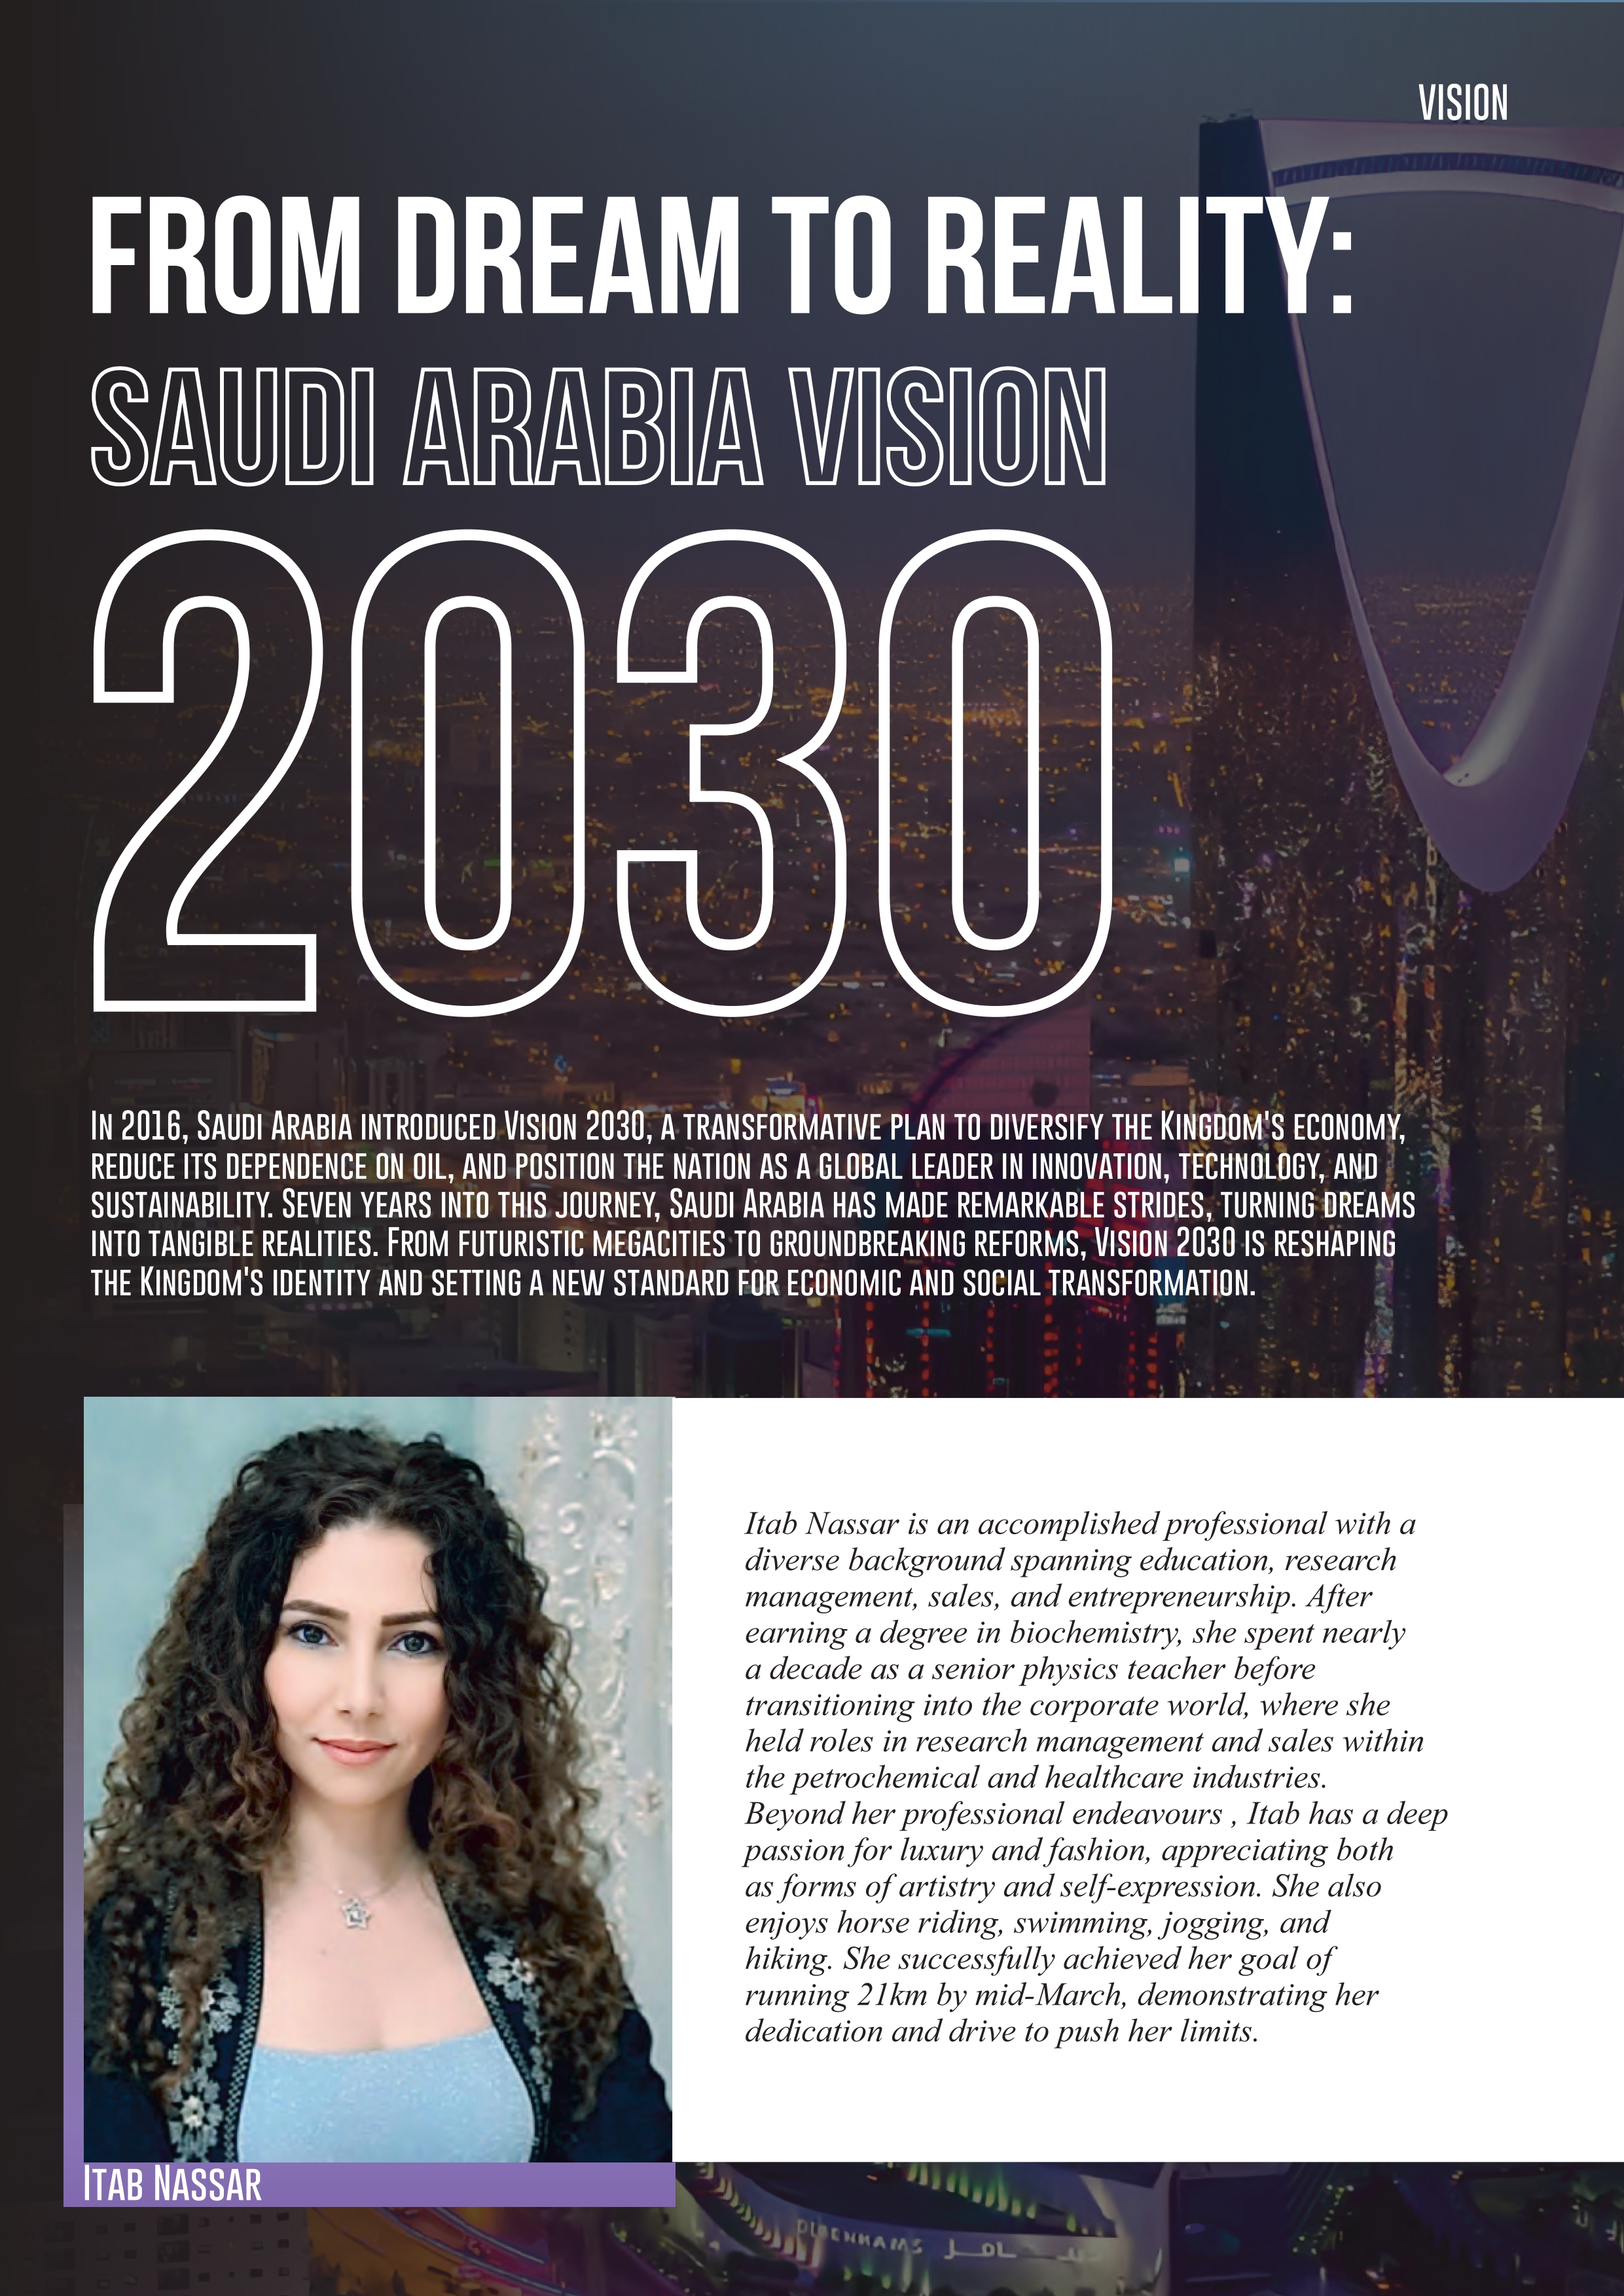 VISION
FROM DREAM TO REALITY:
SAUDI ARABIA VISION
2030
In 2016, Saudi Arabia introduced Vision 2030, a transformative plan to diversify the Kingdom's economy,
reduce its dependence on oil, and position the nation as a global leader in innovation, technology, and
sustainability. Seven years into this journey, Saudi Arabia has made remarkable strides, turning dreams
into tangible realities. From futuristic megacities to groundbreaking reforms, Vision 2030 is reshaping
the Kingdom's identity and setting a new standard for economic and social transformation.
Itab Nassar is an accomplished professional with a
diverse background spanning education, research
management, sales, and entrepreneurship. After
earning a degree in biochemistry, she spent nearly
a decade as a senior physics teacher before
transitioning into the corporate world, where she
held roles in research management and sales within
the petrochemical and healthcare industries.
Beyond her professional endeavours , Itab has a deep
passion for luxury and fashion, appreciating both
as forms of artistry and self-expression. She also
enjoys horse riding, swimming, jogging, and
hiking. She successfully achieved her goal of
running 21km by mid-March, demonstrating her
dedication and drive to push her limits.
Itab Nassar
DEBENHAMS